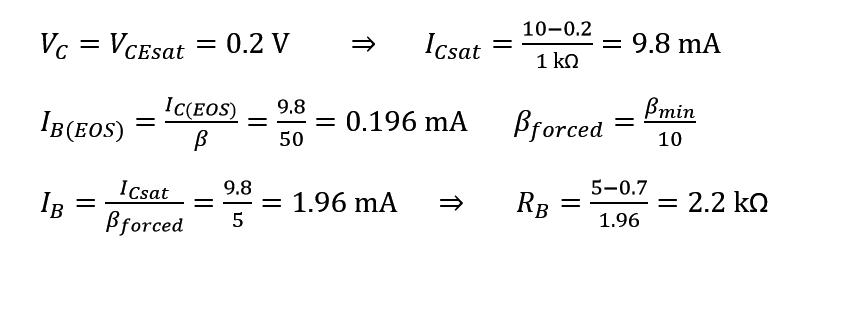 V_C = V_CEsat = 0.2 V ⇒ I_Csat = (10−0.2)/(1 kΩ) = 9.8 mA
I_B(EOS) = I_C(EOS)/β = 9.8/50 = 0.196 mA β_forced = β_min/10
I_B = I_Csat/β_forced = 9.8/5 = 1.96 mA ⇒ R_B = (5−0.7)/1.96 = 2.2 kΩ